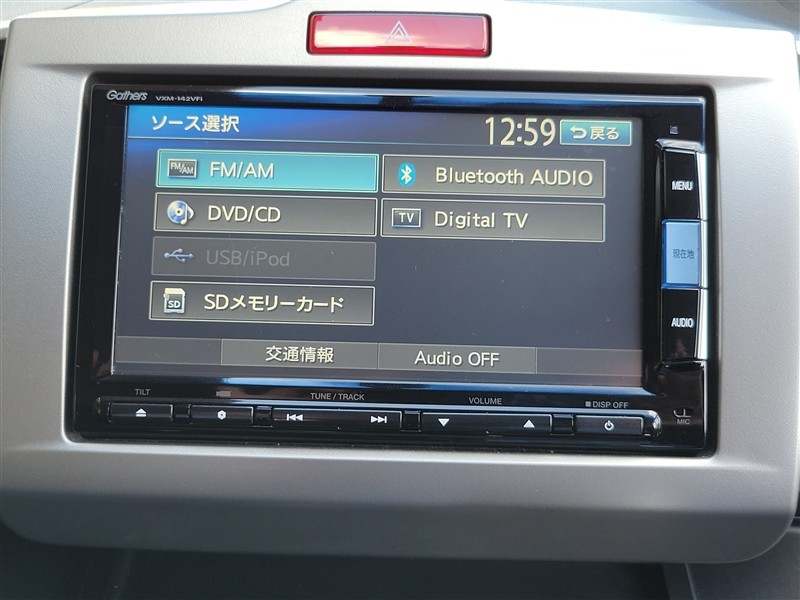 Gathers VXM-142VFi
ソース選択 12:59 戻る
FM/AM FM/AM Bluetooth AUDIO
DVD/CD TV Digital TV
USB/iPod
SD SDメモリーカード
交通情報 Audio OFF
MENU
現在地
AUDIO
TILT TUNE / TRACK VOLUME DISP OFF
MIC